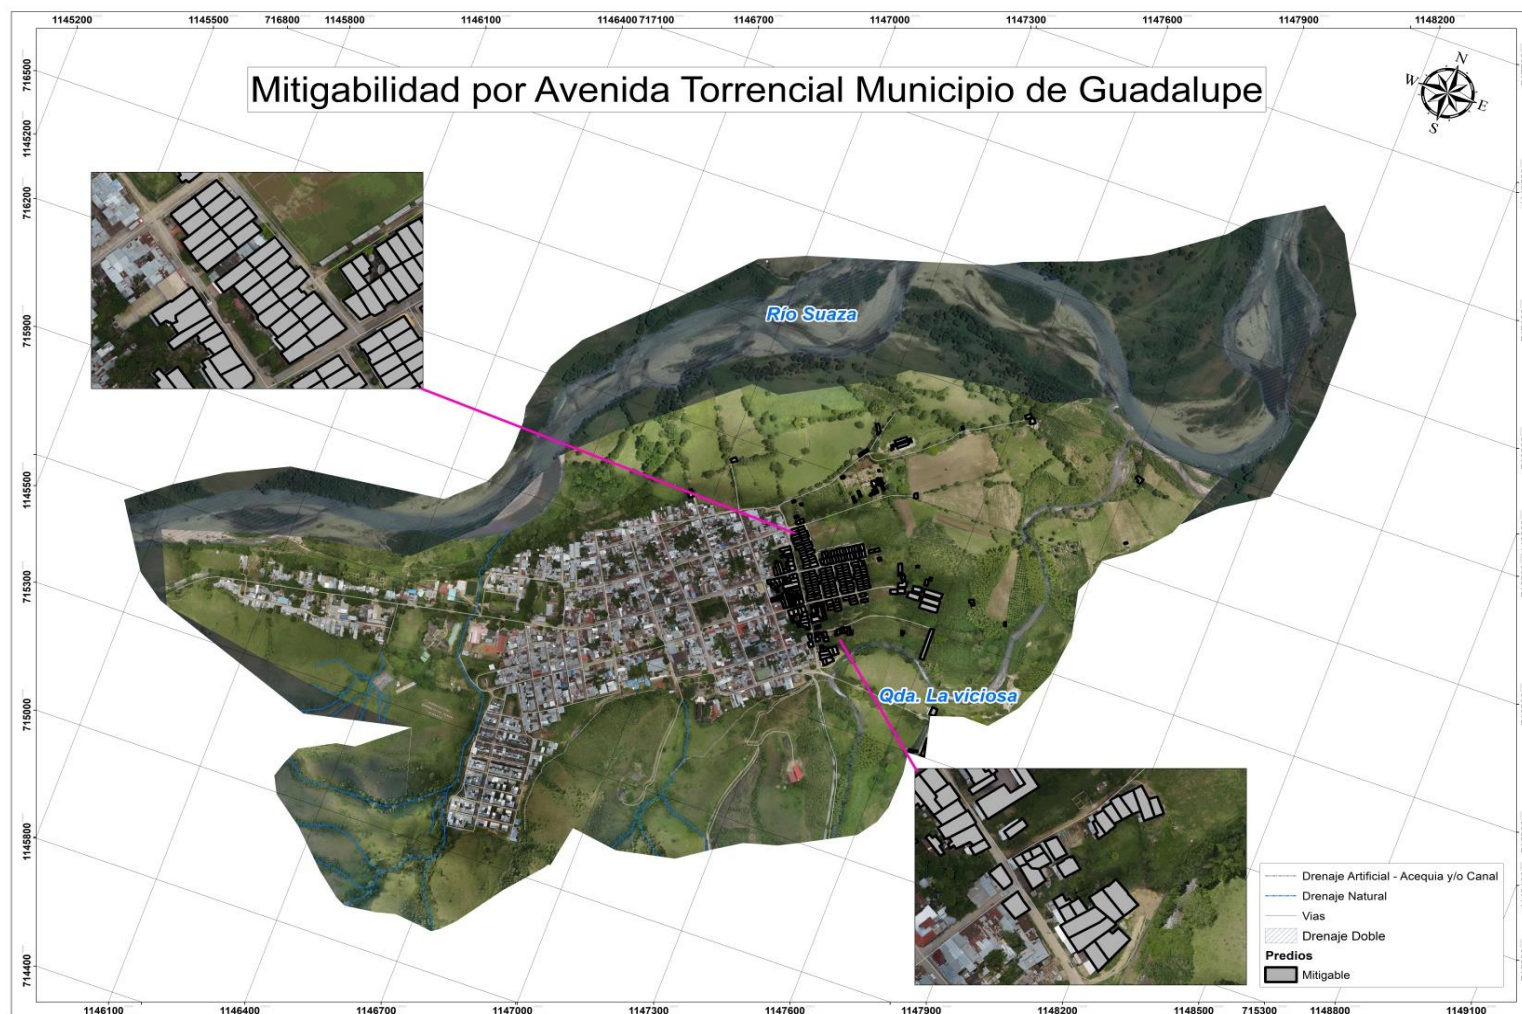 1145200 1145500 716800 1145800 1146100 1146400 717100 1146700 1147000 1147300 1147600 1147900 1148200
Mitigabilidad por Avenida Torrencial Municipio de Guadalupe
N
W
E
S
716500
1145200
716200
715900
1145500
715300
715000
1145800
714400
Río Suaza
Qda. La viciosa
Drenaje Artificial - Acequia y/o Canal
Drenaje Natural
Vias
Drenaje Doble
Predios
Mitigable
1146100 1146400 1146700 1147000 1147300 1147600 1147900 1148200 1148500 715300 1148800 1149100